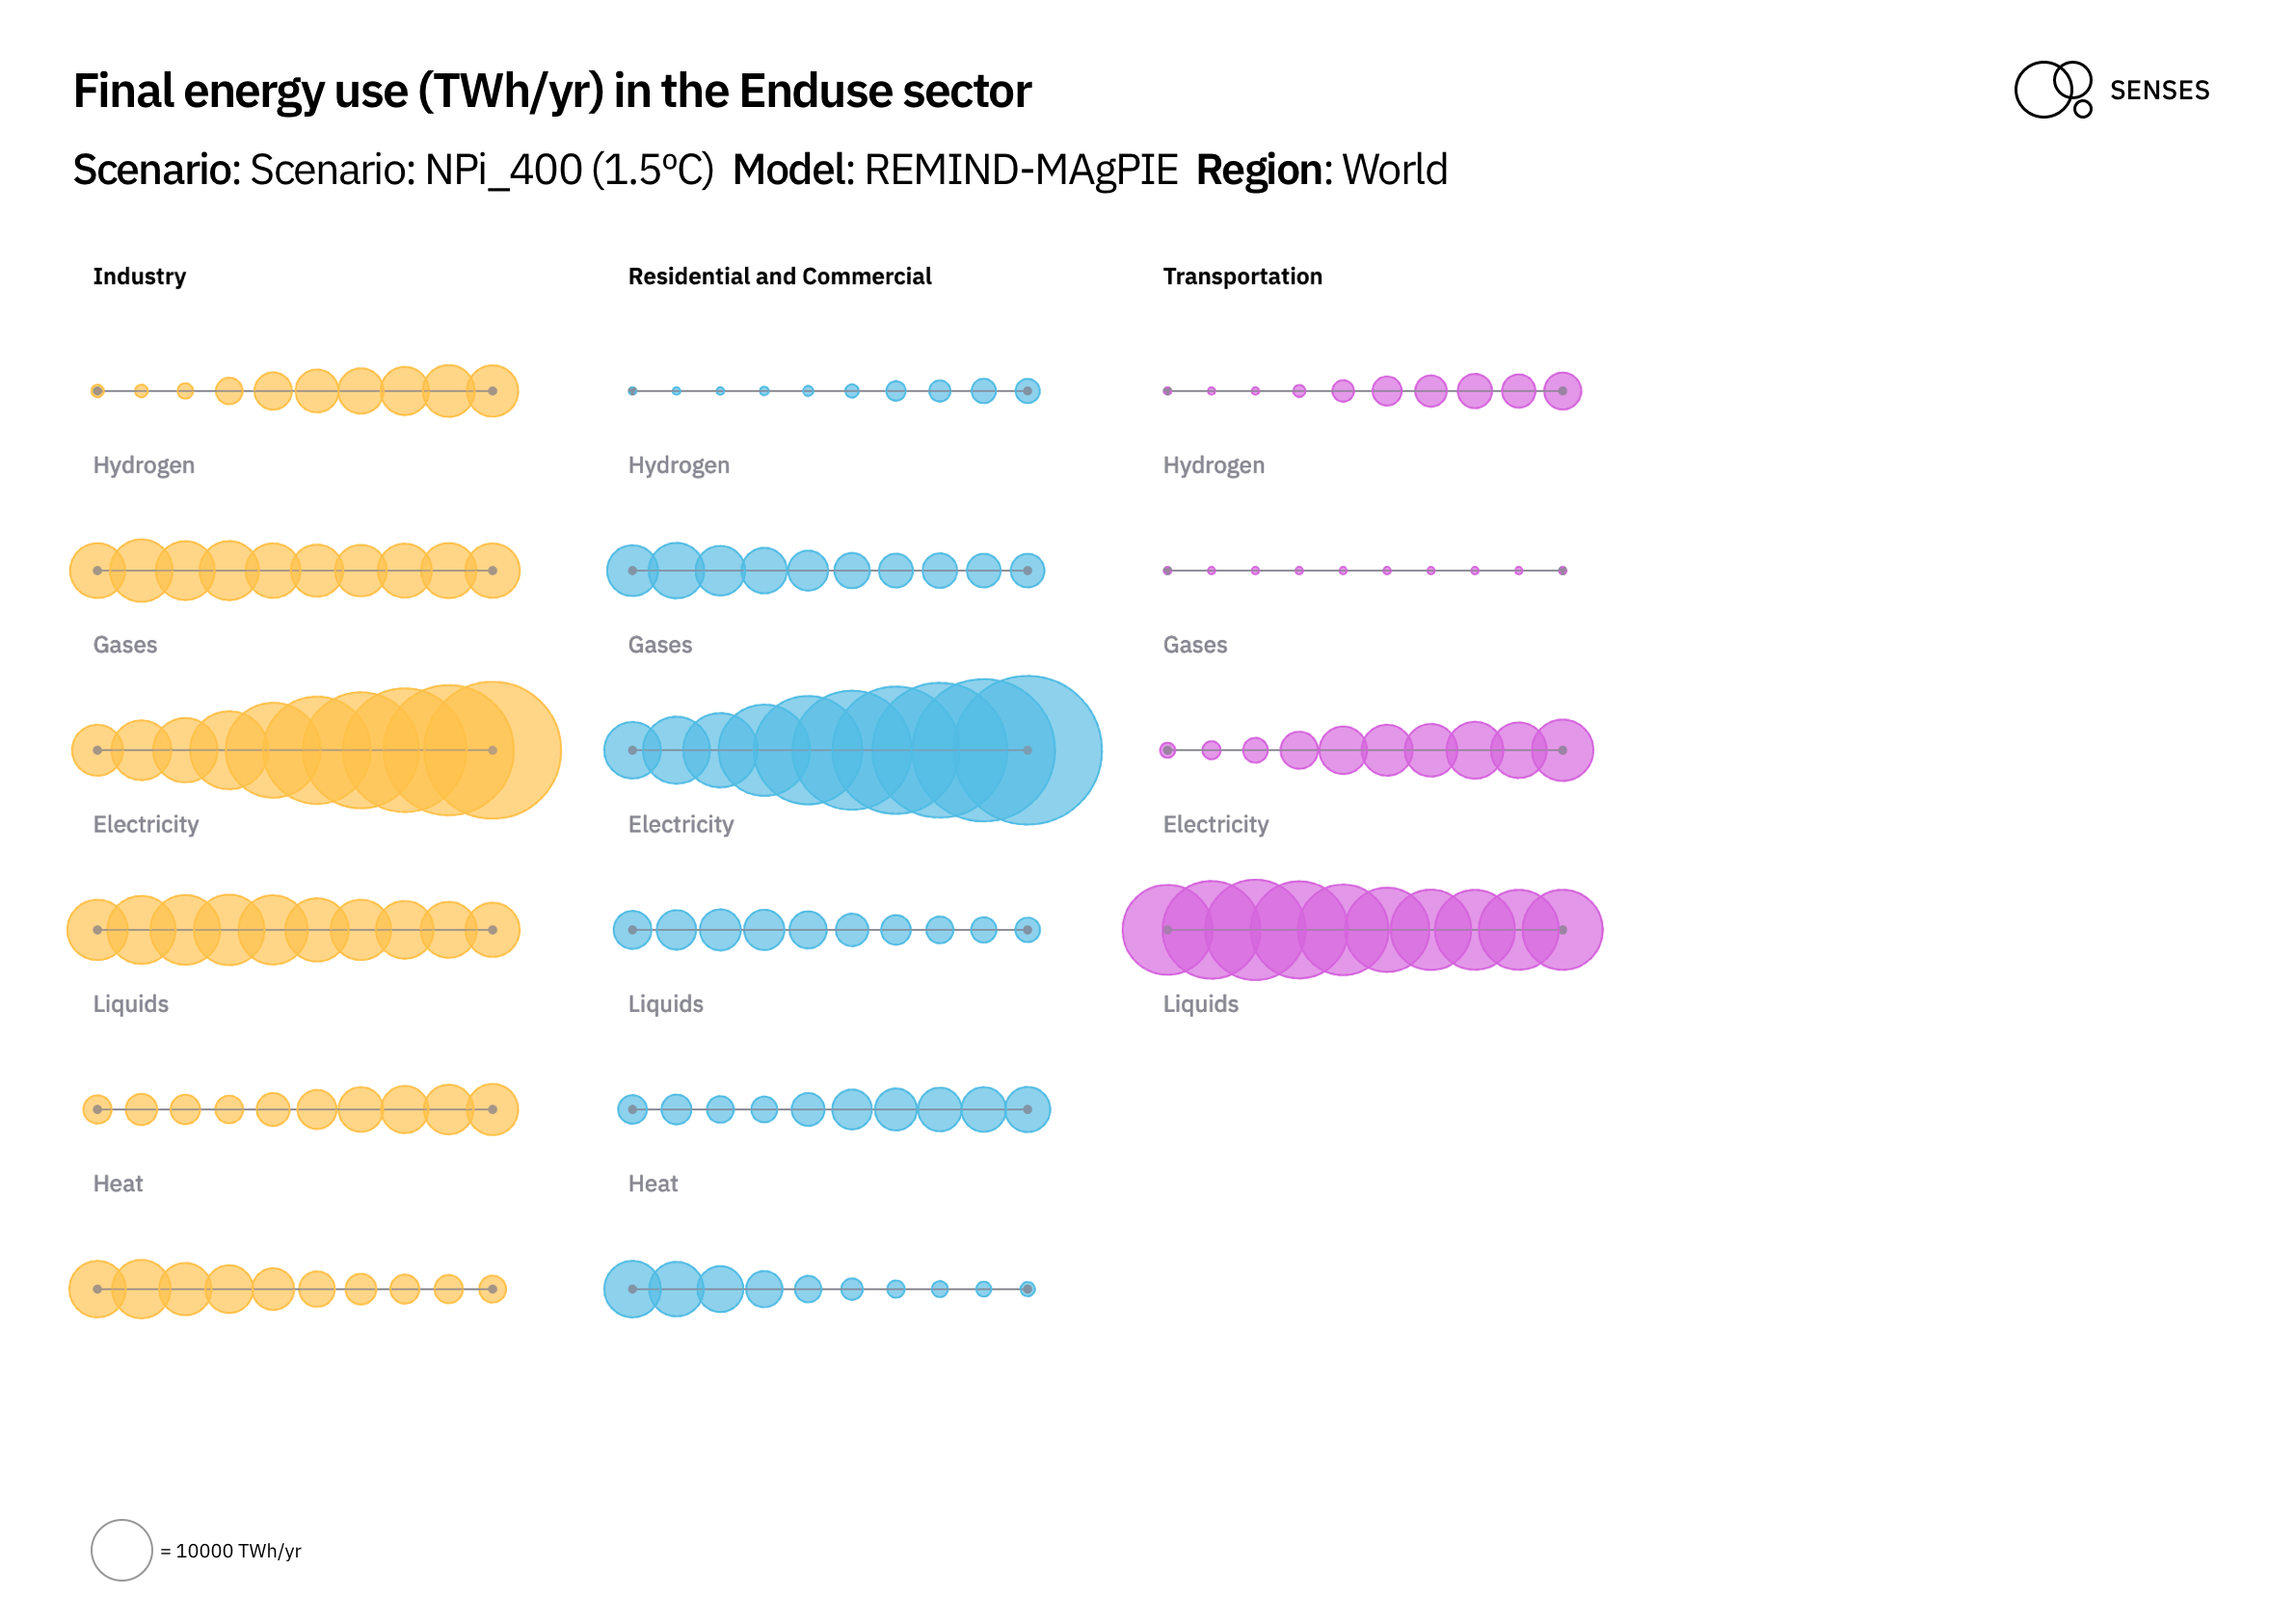 Final energy use (TWh/yr) in the Enduse sector
SENSES
Scenario: Scenario: NPi_400 (1.5ºC) Model: REMIND-MAgPIE Region: World
Industry
Residential and Commercial
Transportation
Hydrogen
Hydrogen
Hydrogen
Gases
Gases
Gases
Electricity
Electricity
Electricity
Liquids
Liquids
Liquids
Heat
Heat
= 10000 TWh/yr